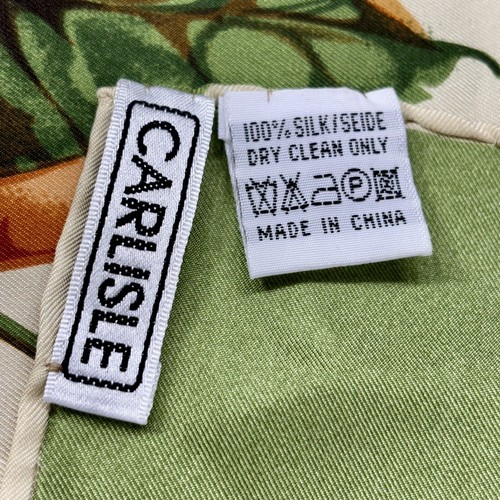 CARLISLE
100% SILK/SEIDE
DRY CLEAN ONLY
P
MADE IN CHINA